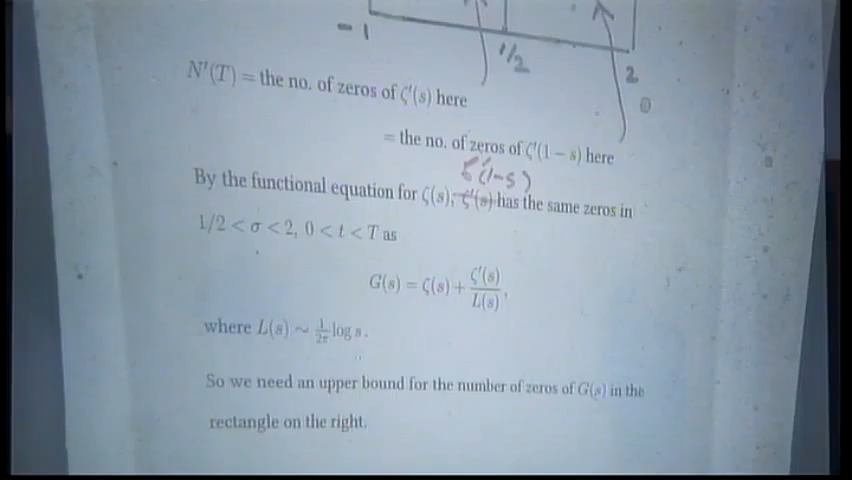 -1
1/2
2
0
N'(T) = the no. of zeros of ζ'(s) here
= the no. of zeros of ζ'(1 − s) here
ζ'(1-s)
By the functional equation for ζ(s), ζ'(s) has the same zeros in
1/2 < σ < 2, 0 < t < T as
G(s) = ζ(s) + ζ'(s)/L(s),
where L(s) ∼ 1/2π log s.
So we need an upper bound for the number of zeros of G(s) in the
rectangle on the right.